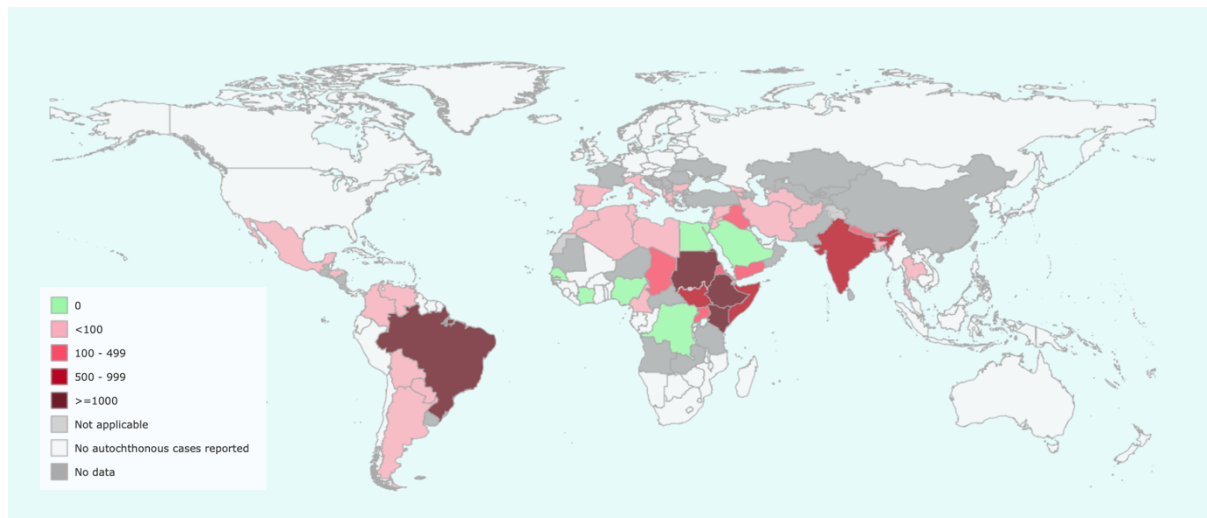 0
<100
100 - 499
500 - 999
>=1000
Not applicable
No autochthonous cases reported
No data